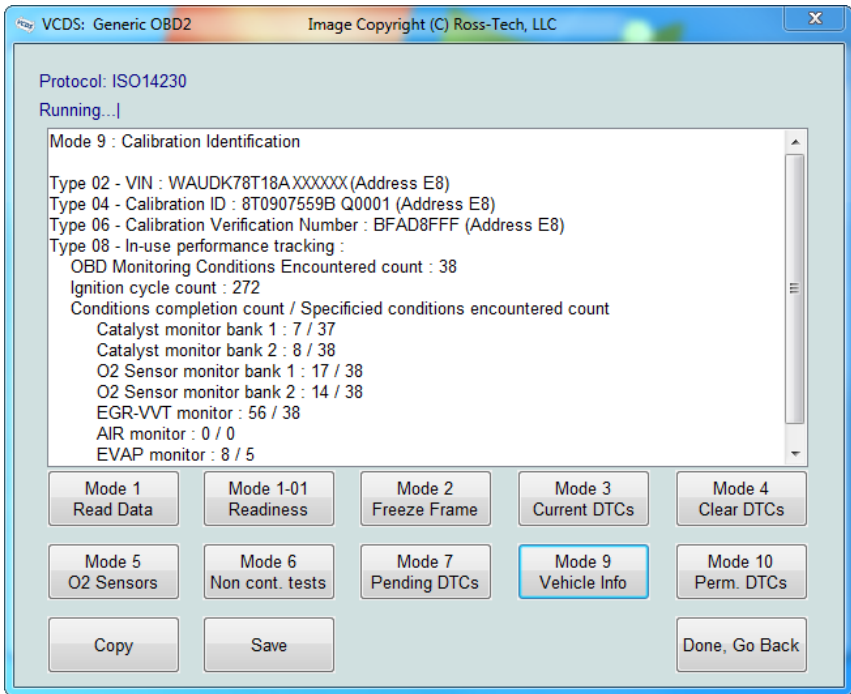 VCDS: Generic OBD2 Image Copyright (C) Ross-Tech, LLC
Protocol: ISO14230
Running...|
Mode 9 : Calibration Identification
Type 02 - VIN : WAUDK78T18AXXXXXX (Address E8)
Type 04 - Calibration ID : 8T0907559B Q0001 (Address E8)
Type 06 - Calibration Verification Number : BFAD8FFF (Address E8)
Type 08 - In-use performance tracking :
OBD Monitoring Conditions Encountered count : 38
Ignition cycle count : 272
Conditions completion count / Specificied conditions encountered count
Catalyst monitor bank 1 : 7 / 37
Catalyst monitor bank 2 : 8 / 38
O2 Sensor monitor bank 1 : 17 / 38
O2 Sensor monitor bank 2 : 14 / 38
EGR-VVT monitor : 56 / 38
AIR monitor : 0 / 0
EVAP monitor : 8 / 5
Mode 1
Read Data
Mode 1-01
Readiness
Mode 2
Freeze Frame
Mode 3
Current DTCs
Mode 4
Clear DTCs
Mode 5
O2 Sensors
Mode 6
Non cont. tests
Mode 7
Pending DTCs
Mode 9
Vehicle Info
Mode 10
Perm. DTCs
Copy
Save
Done, Go Back